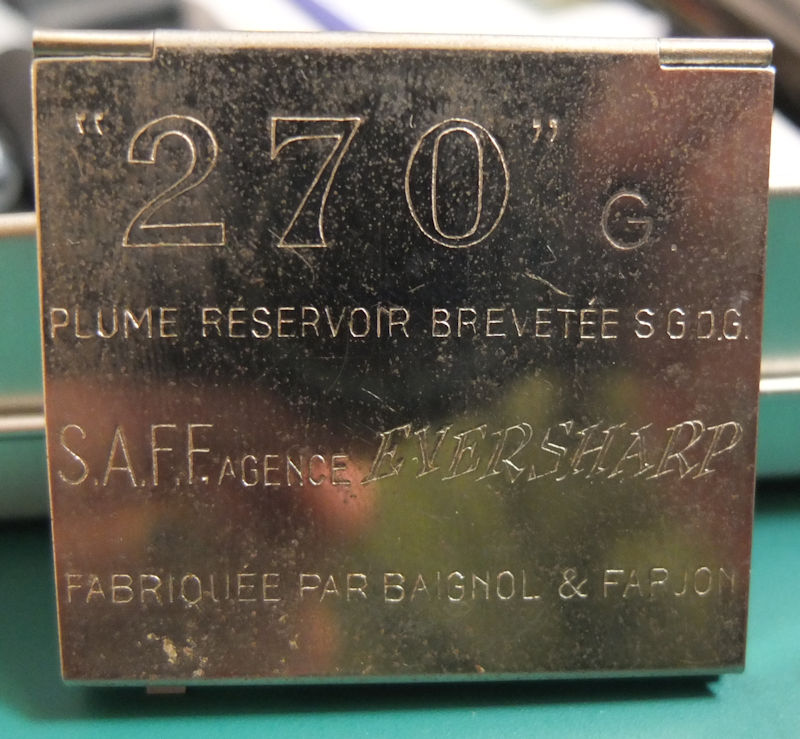 “270” G.
PLUME RÉSERVOIR BREVETÉE S.G.D.G.
S.A.F.F. AGENCE EVERSHARP
FABRIQUÉE PAR BAIGNOL & FARJON